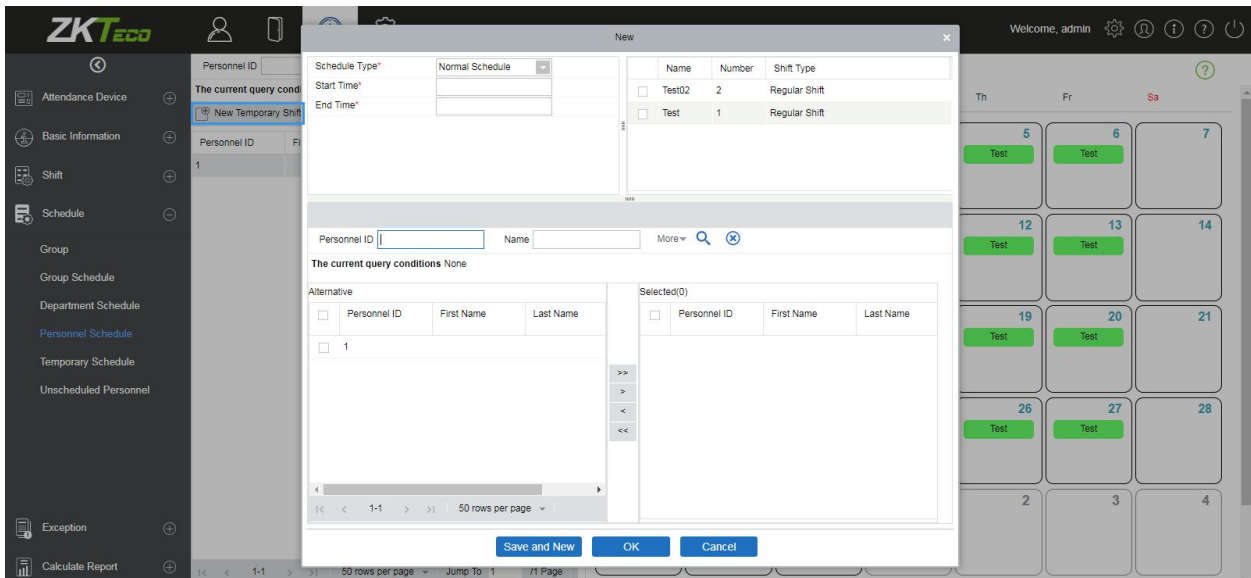 ZKTeco
New
×
Welcome, admin
Personnel ID
The current query condi
New Temporary Shift
Personnel ID Fi
1
Attendance Device
Basic Information
Shift
Schedule
Group
Group Schedule
Department Schedule
Personnel Schedule
Temporary Schedule
Unscheduled Personnel
Exception
Calculate Report
Schedule Type* Normal Schedule
Start Time*
End Time*
Name Number Shift Type
Test02 2 Regular Shift
Test 1 Regular Shift
Personnel ID Name More
The current query conditions None
Alternative
Personnel ID First Name Last Name
1
>>
>
<
<<
Selected(0)
Personnel ID First Name Last Name
|< < 1-1 > >| 50 rows per page
Save and New OK Cancel
Th Fr Sa
5 6 7
Test Test
12 13 14
Test Test
19 20 21
Test Test
26 27 28
Test Test
2 3 4
|< < 1-1 > >| 50 rows per page Jump To 1 /1 Page